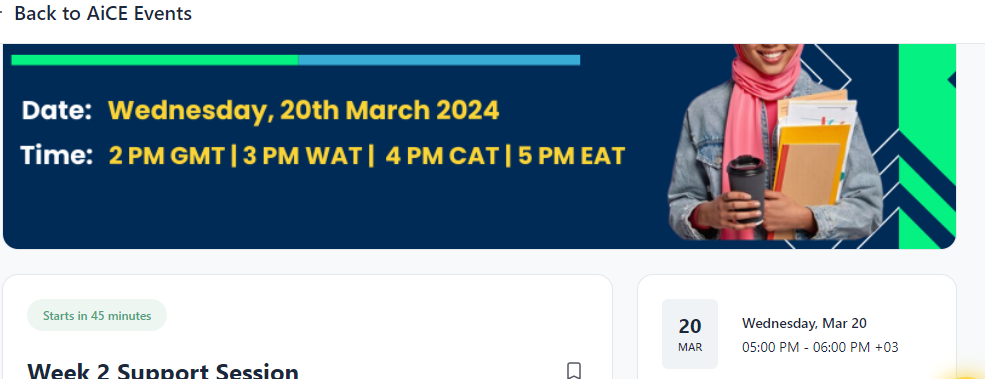 Back to AiCE Events
Date: Wednesday, 20th March 2024
Time: 2 PM GMT | 3 PM WAT | 4 PM CAT | 5 PM EAT
Starts in 45 minutes
Week 2 Support Session
20
MAR
Wednesday, Mar 20
05:00 PM - 06:00 PM +03